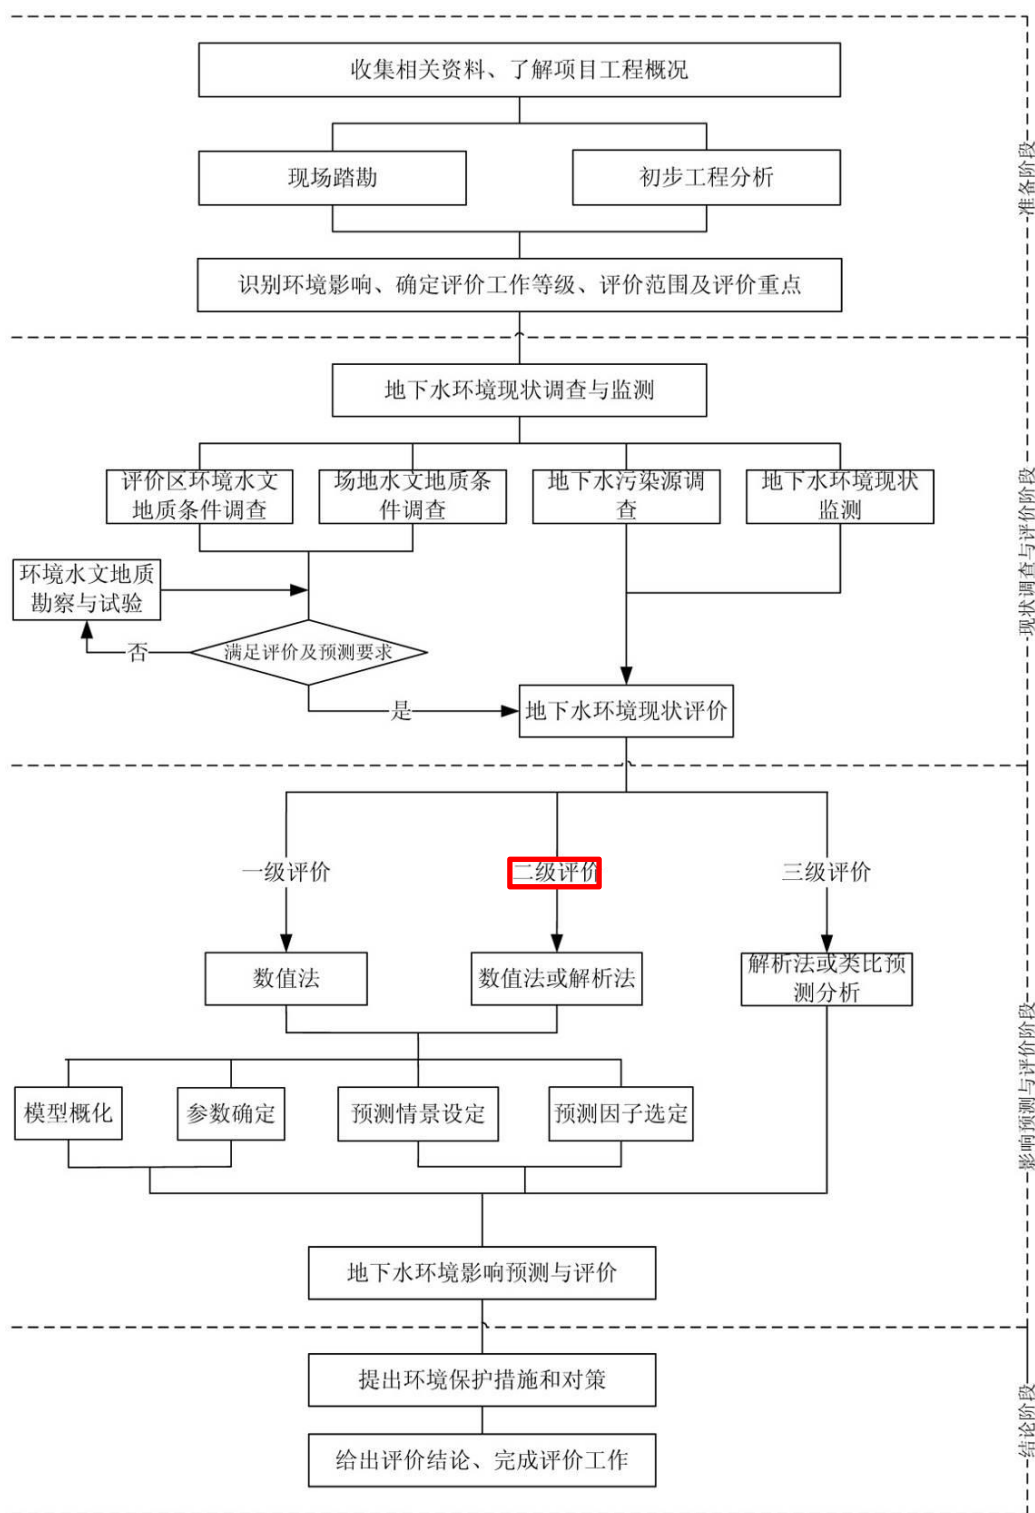 收集相关资料、了解项目工程概况
现场踏勘
初步工程分析
识别环境影响、确定评价工作等级、评价范围及评价重点
准备阶段
地下水环境现状调查与监测
评价区环境水文
地质条件调查
场地水文地质条
件调查
地下水污染源调
查
地下水环境现状
监测
环境水文地质
勘察与试验
否
满足评价及预测要求
是
地下水环境现状评价
现状调查与评价阶段
一级评价
二级评价
三级评价
数值法
数值法或解析法
解析法或类比预
测分析
模型概化
参数确定
预测情景设定
预测因子选定
地下水环境影响预测与评价
影响预测与评价阶段
提出环境保护措施和对策
给出评价结论、完成评价工作
结论阶段